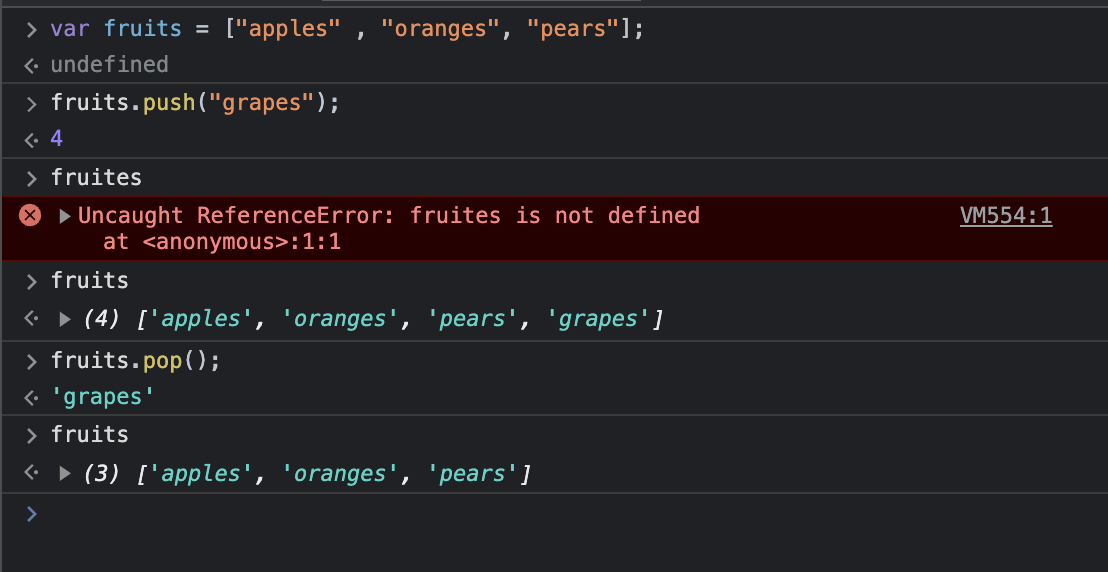 var fruits = ["apples" , "oranges", "pears"];
undefined
fruits.push("grapes");
4
fruites
Uncaught ReferenceError: fruites is not defined VM554:1
at <anonymous>:1:1
fruits
(4) ['apples', 'oranges', 'pears', 'grapes']
fruits.pop();
'grapes'
fruits
(3) ['apples', 'oranges', 'pears']